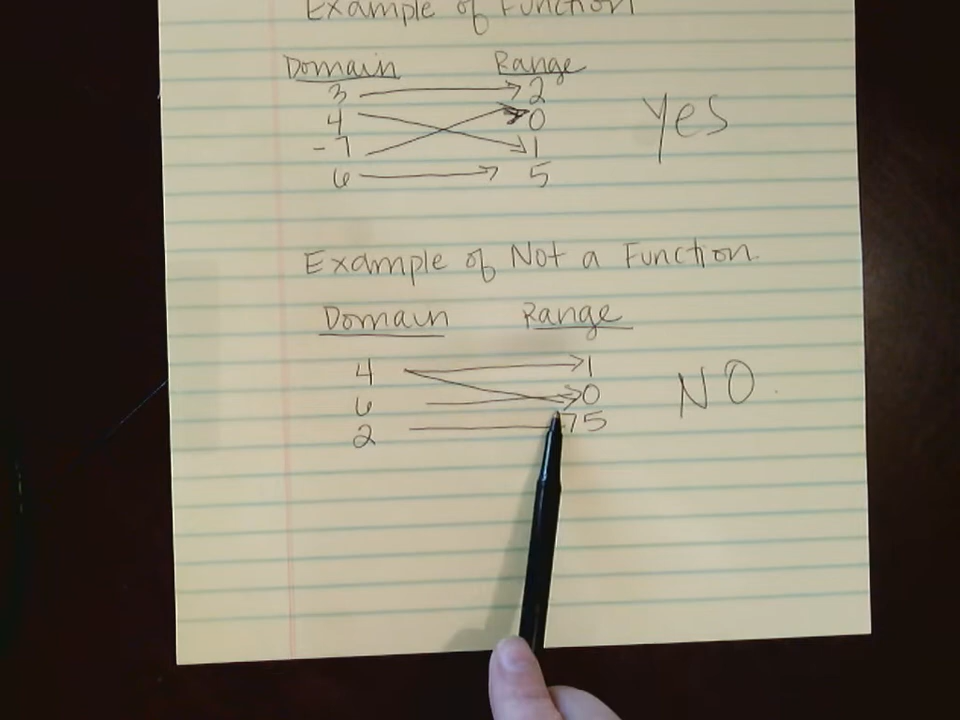 Example of Function
Domain Range
3 2
4 0
-7 1
6 5
Yes
Example of Not a Function
Domain Range
4 1
6 0
2 5
NO